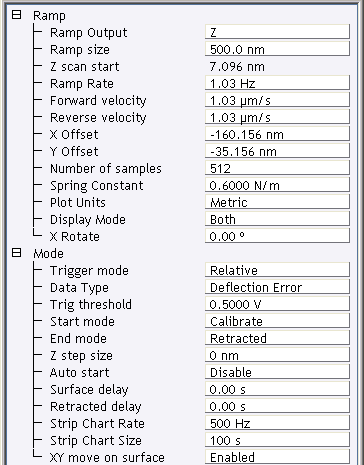 Ramp
Ramp Output Z
Ramp size 500.0 nm
Z scan start 7.096 nm
Ramp Rate 1.03 Hz
Forward velocity 1.03 µm/s
Reverse velocity 1.03 µm/s
X Offset -160.156 nm
Y Offset -35.156 nm
Number of samples 512
Spring Constant 0.6000 N/m
Plot Units Metric
Display Mode Both
X Rotate 0.00 º
Mode
Trigger mode Relative
Data Type Deflection Error
Trig threshold 0.5000 V
Start mode Calibrate
End mode Retracted
Z step size 0 nm
Auto start Disable
Surface delay 0.00 s
Retracted delay 0.00 s
Strip Chart Rate 500 Hz
Strip Chart Size 100 s
XY move on surface Enabled